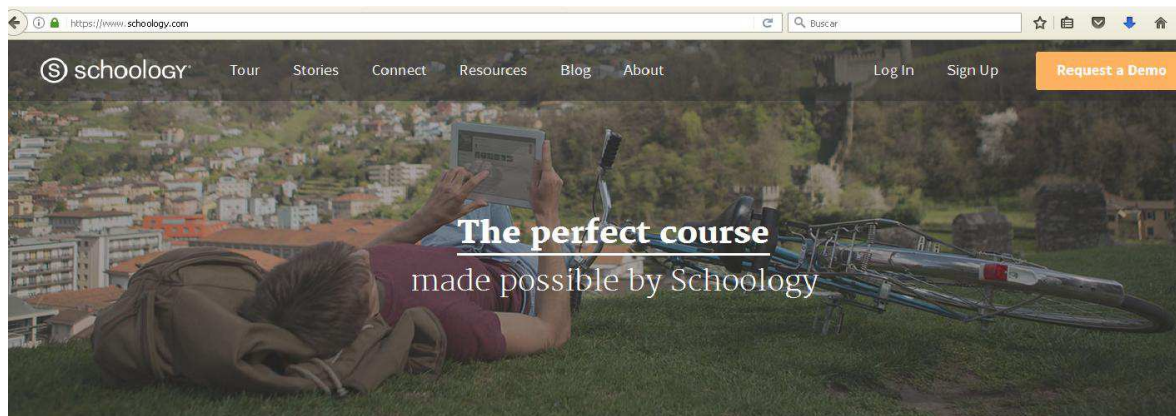 https://www.schoology.com
Buscar
schoology
Tour Stories Connect Resources Blog About Log In Sign Up Request a Demo
The perfect course
made possible by Schoology